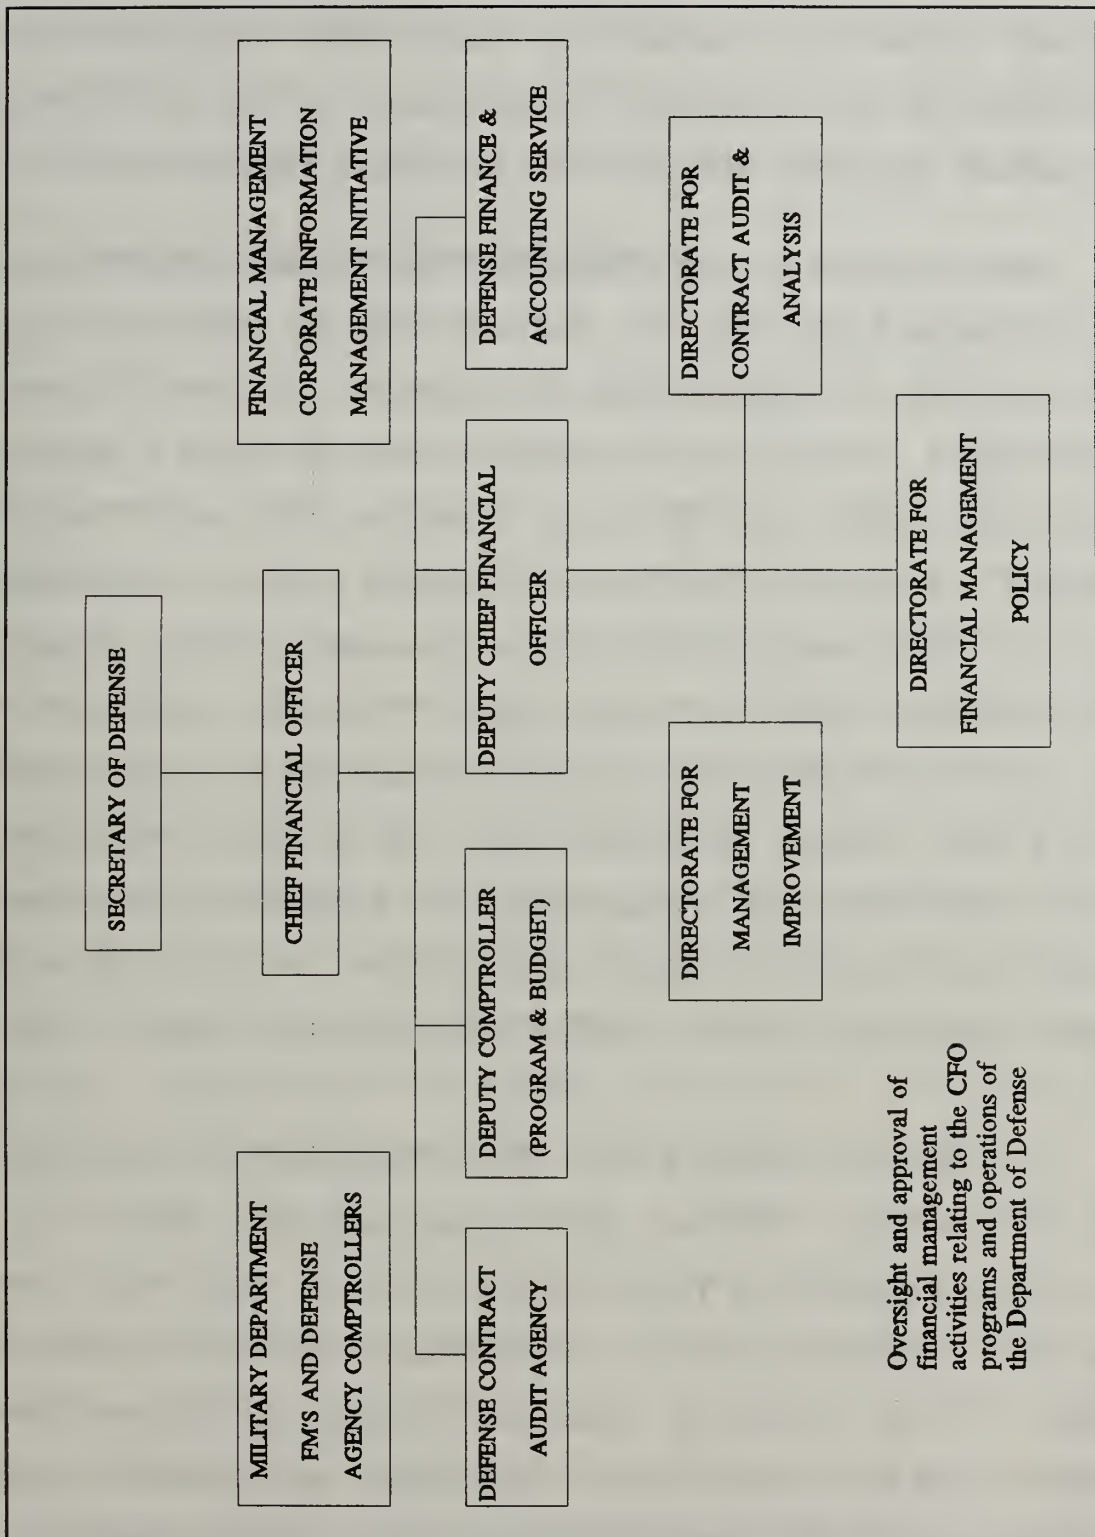 SECRETARY OF DEFENSE
MILITARY DEPARTMENT
FM'S AND DEFENSE
AGENCY COMPTROLLERS
CHIEF FINANCIAL OFFICER
FINANCIAL MANAGEMENT
CORPORATE INFORMATION
MANAGEMENT INITIATIVE
DEFENSE CONTRACT
AUDIT AGENCY
DEPUTY COMPTROLLER
(PROGRAM & BUDGET)
DEPUTY CHIEF FINANCIAL
OFFICER
DEFENSE FINANCE &
ACCOUNTING SERVICE
DIRECTORATE FOR
MANAGEMENT
IMPROVEMENT
DIRECTORATE FOR
CONTRACT AUDIT &
ANALYSIS
Oversight and approval of
financial management
activities relating to the CFO
programs and operations of
the Department of Defense
DIRECTORATE FOR
FINANCIAL MANAGEMENT
POLICY